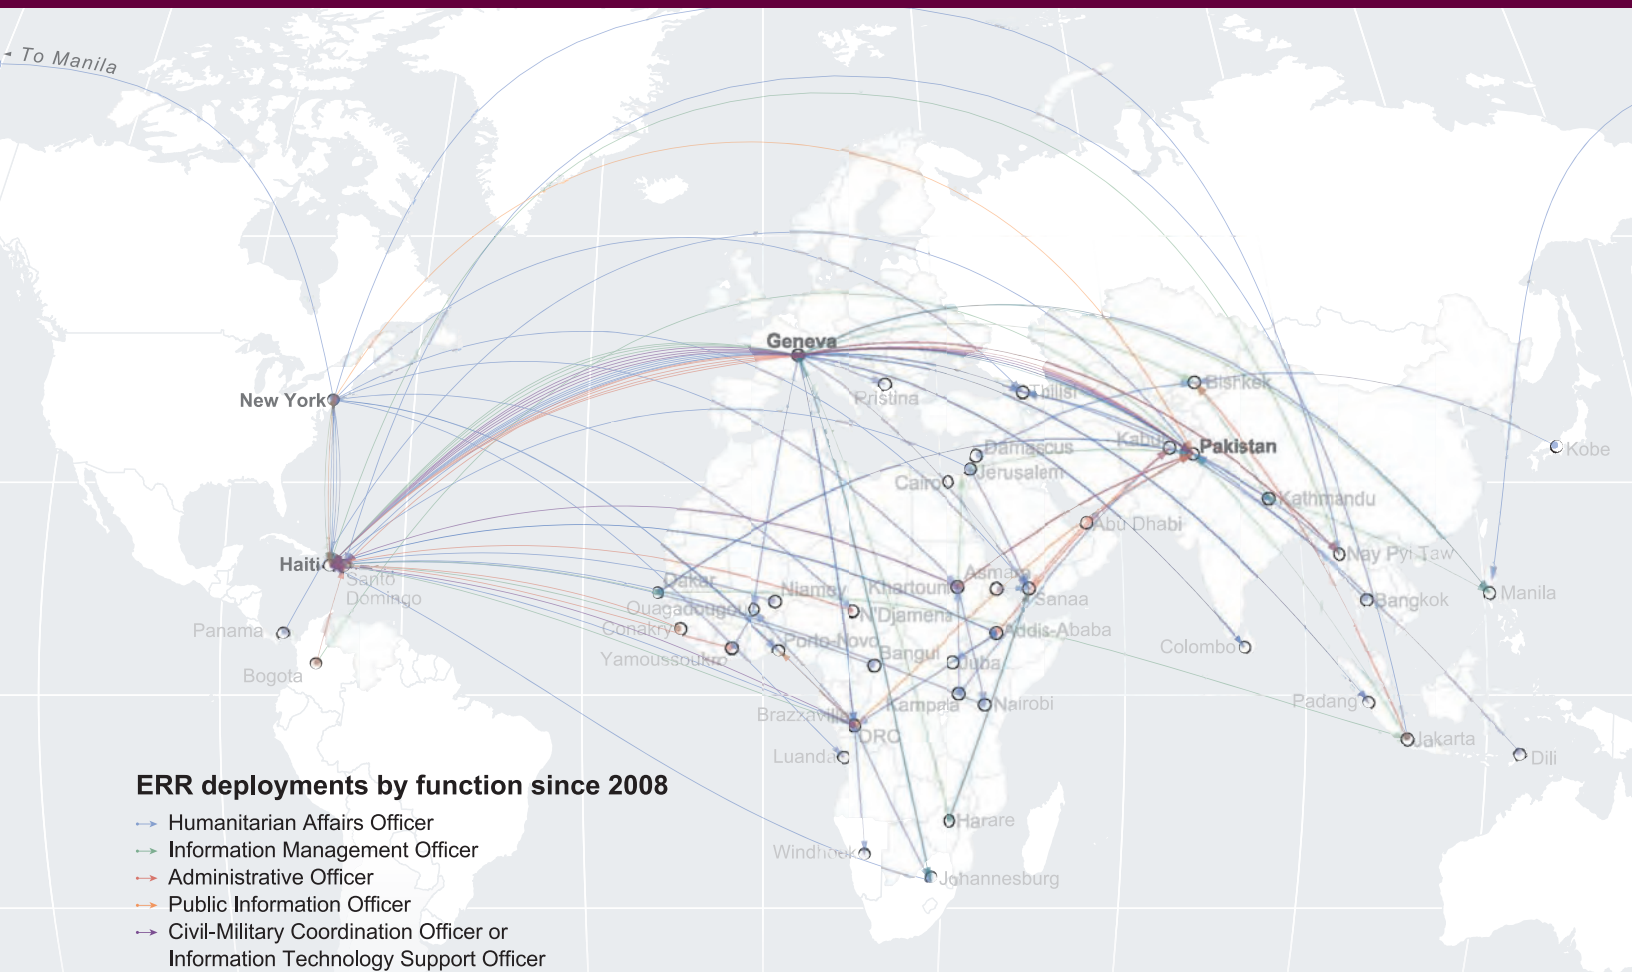 To Manila
Geneva
New York
Pristina
Tbilisi
Bishkek
Kobe
Damascus
Kabul
Pakistan
Jerusalem
Cairo
Kathmandu
Abu Dhabi
Nay Pyi Taw
Haiti
Santo
Domingo
Dakar
Niamey
Khartoum
Asmara
Sanaa
Manila
Bangkok
Ouagadougou
N'Djamena
Conakry
Panama
Addis-Ababa
Porto-Novo
Yamoussoukro
Bangui
Juba
Colombo
Bogota
Kampala
Nairobi
Padang
Brazzaville
DRC
Jakarta
Luanda
Dili
Harare
Windhoek
Johannesburg
ERR deployments by function since 2008
Humanitarian Affairs Officer
Information Management Officer
Administrative Officer
Public Information Officer
Civil-Military Coordination Officer or
Information Technology Support Officer